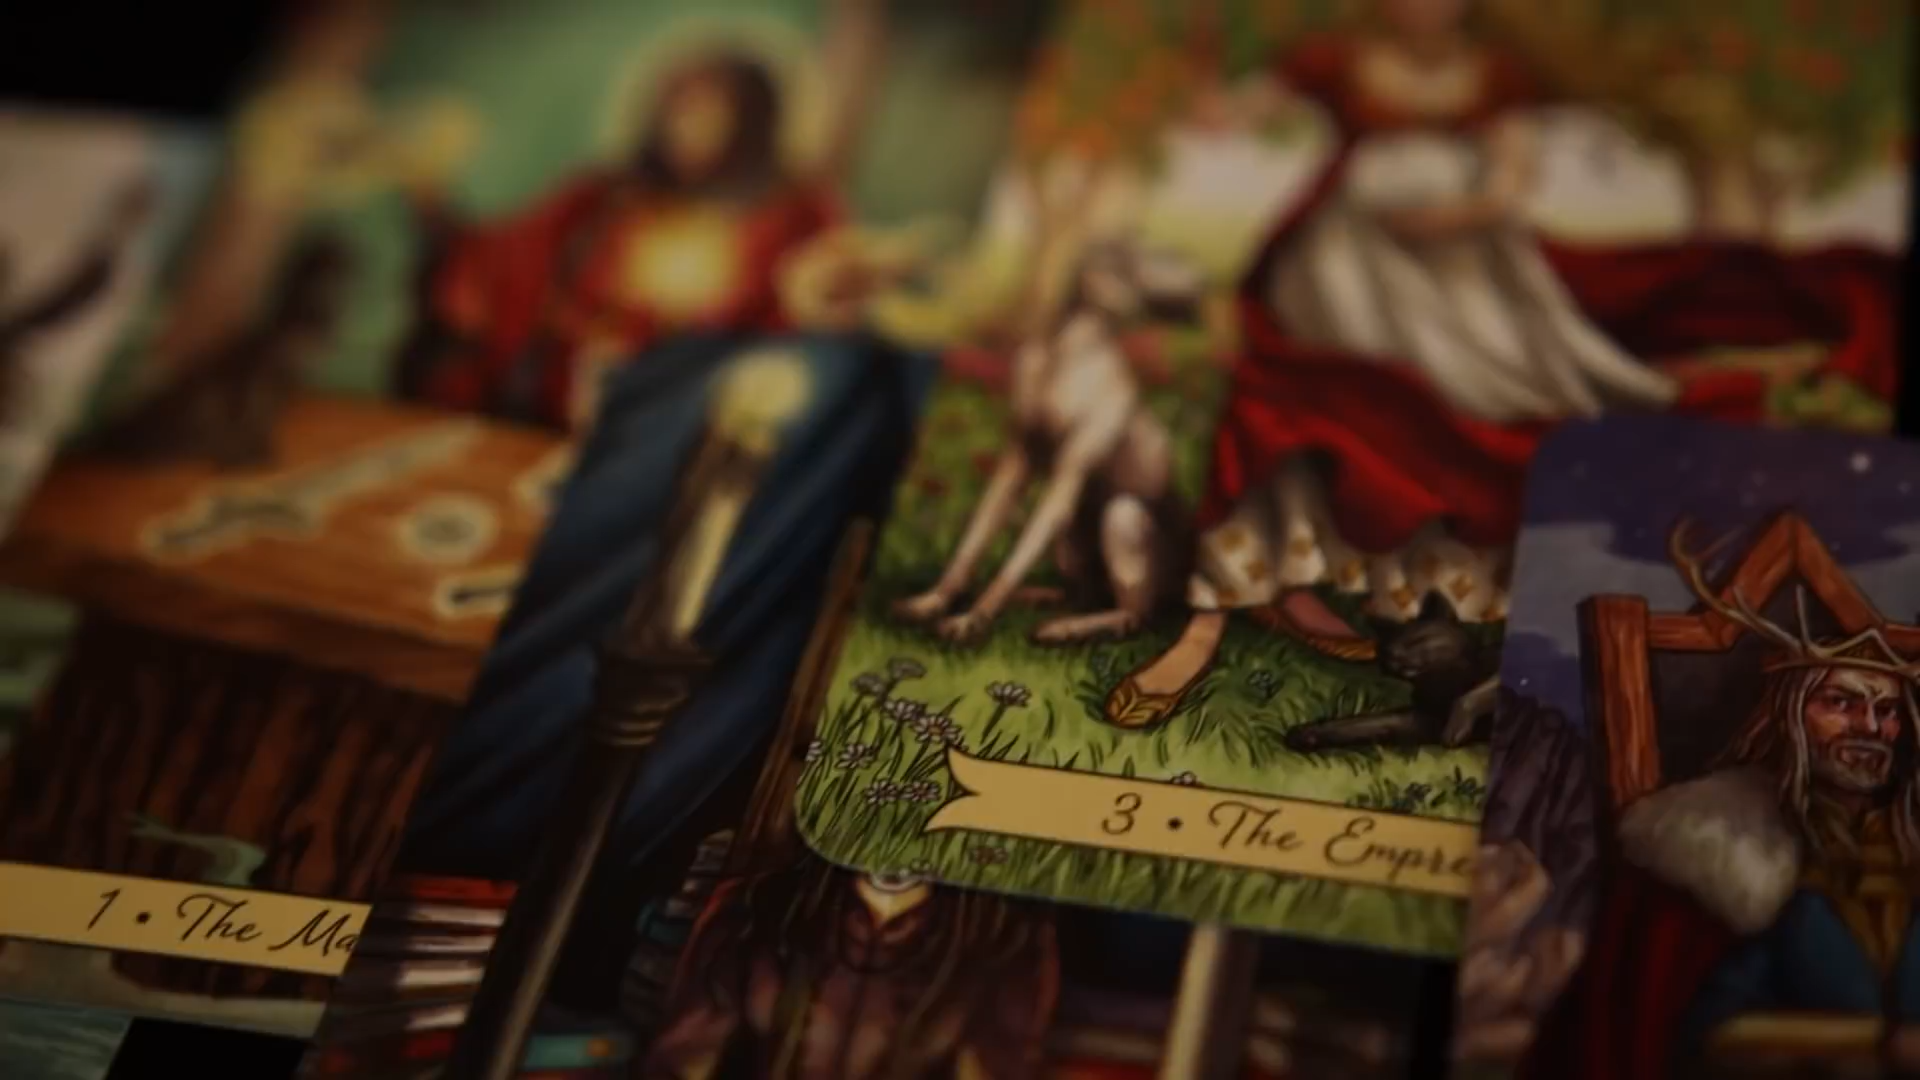 1 • The Ma
3 • The Empre